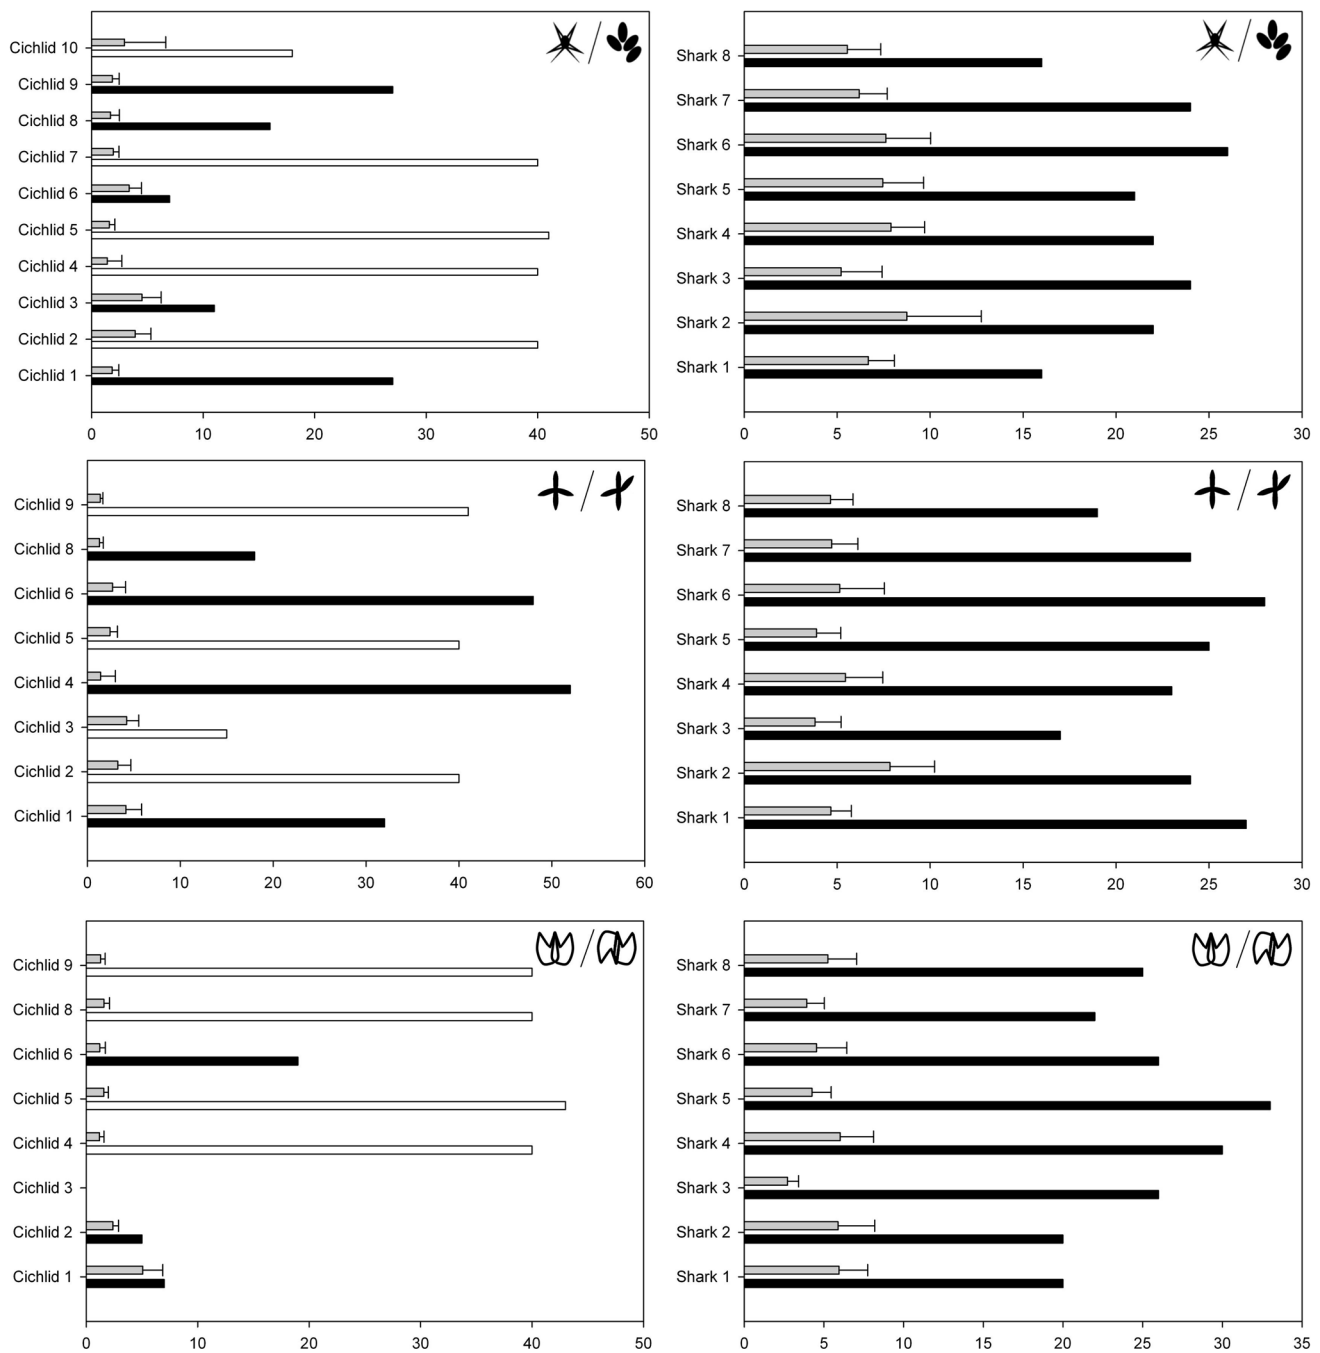 Cichlid 10
Cichlid 9
Cichlid 8
Cichlid 7
Cichlid 6
Cichlid 5
Cichlid 4
Cichlid 3
Cichlid 2
Cichlid 1
0 10 20 30 40 50
Shark 8
Shark 7
Shark 6
Shark 5
Shark 4
Shark 3
Shark 2
Shark 1
0 5 10 15 20 25 30
Cichlid 9
Cichlid 8
Cichlid 6
Cichlid 5
Cichlid 4
Cichlid 3
Cichlid 2
Cichlid 1
0 10 20 30 40 50 60
Shark 8
Shark 7
Shark 6
Shark 5
Shark 4
Shark 3
Shark 2
Shark 1
0 5 10 15 20 25 30
Cichlid 9
Cichlid 8
Cichlid 6
Cichlid 5
Cichlid 4
Cichlid 3
Cichlid 2
Cichlid 1
0 10 20 30 40 50
Shark 8
Shark 7
Shark 6
Shark 5
Shark 4
Shark 3
Shark 2
Shark 1
0 5 10 15 20 25 30 35